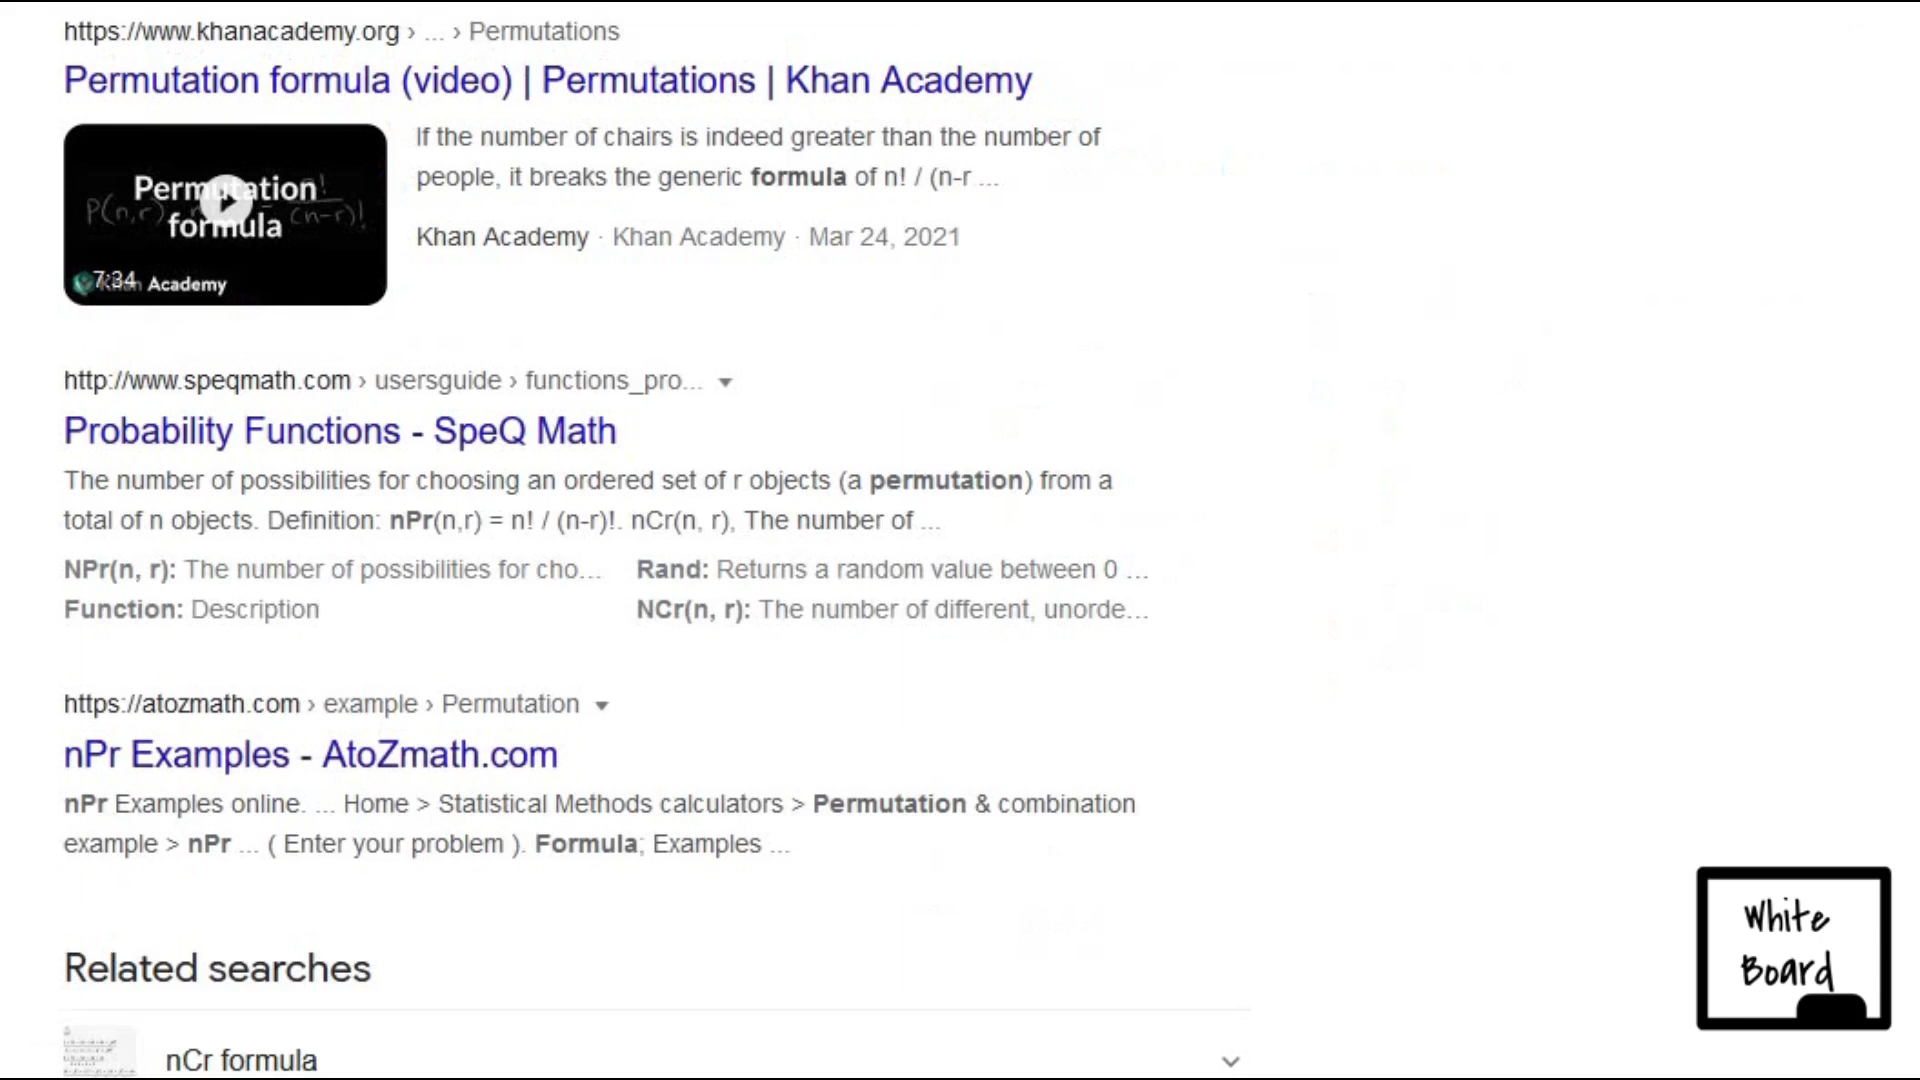 https://www.khanacademy.org › ... › Permutations
Permutation formula (video) | Permutations | Khan Academy
Permutation
formula
P(n,r)
n!
(n-r)!
7:34
Khan Academy
If the number of chairs is indeed greater than the number of
people, it breaks the generic formula of n! / (n-r ...
Khan Academy · Khan Academy · Mar 24, 2021
http://www.speqmath.com › usersguide › functions_pro...
Probability Functions - SpeQ Math
The number of possibilities for choosing an ordered set of r objects (a permutation) from a
total of n objects. Definition: nPr(n,r) = n! / (n-r)!. nCr(n, r), The number of ...
NPr(n, r): The number of possibilities for cho... Rand: Returns a random value between 0 ...
Function: Description NCr(n, r): The number of different, unorde...
https://atozmath.com › example › Permutation
nPr Examples - AtoZmath.com
nPr Examples online. ... Home > Statistical Methods calculators > Permutation & combination
example > nPr ... ( Enter your problem ). Formula; Examples ...
Related searches
nCr formula
White
Board